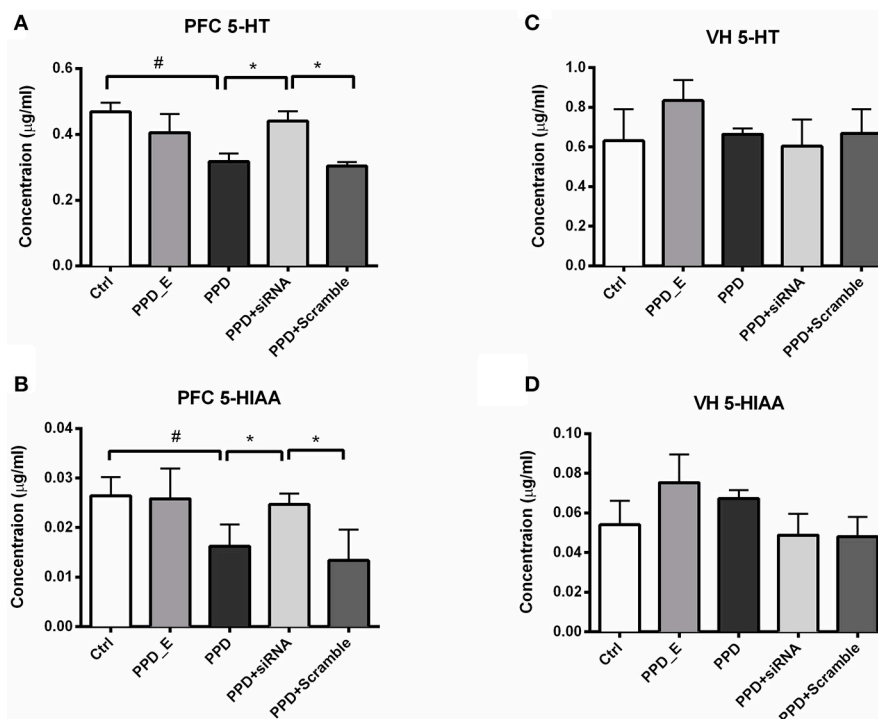 A
PFC 5-HT
Concentraion (μg/ml)
0.6
0.4
0.2
0.0
#
*
*
Ctrl
PPD_E
PPD
PPD+siRNA
PPD+Scramble
B
PFC 5-HIAA
Concentraion (μg/ml)
0.04
0.03
0.02
0.01
0.00
#
*
*
Ctrl
PPD_E
PPD
PPD+siRNA
PPD+Scramble
C
VH 5-HT
Concentraion (μg/ml)
1.0
0.8
0.6
0.4
0.2
0.0
Ctrl
PPD_E
PPD
PPD+siRNA
PPD+Scramble
D
VH 5-HIAA
Concentraion (μg/ml)
0.10
0.08
0.06
0.04
0.02
0.00
Ctrl
PPD_E
PPD
PPD+siRNA
PPD+Scramble